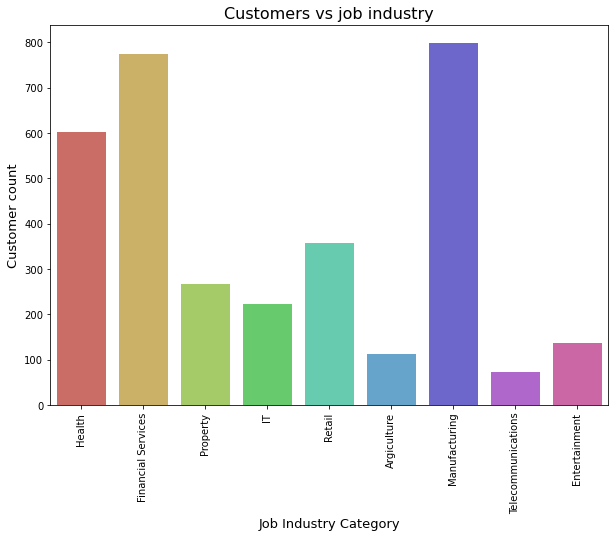 Customers vs job industry
Customer count
800
700
600
500
400
300
200
100
0
Health
Financial Services
Property
IT
Retail
Argiculture
Manufacturing
Telecommunications
Entertainment
Job Industry Category